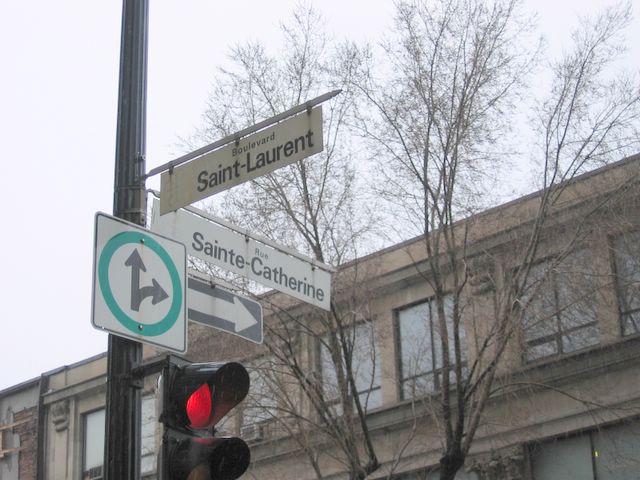 Boulevard
Saint-Laurent
Rue
Sainte-Catherine